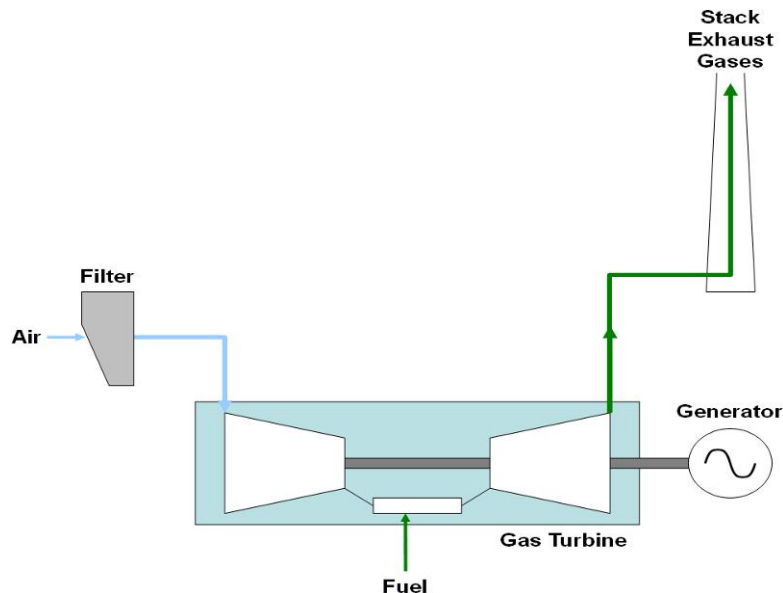 Stack
Exhaust
Gases
Filter
Air
Generator
Gas Turbine
Fuel